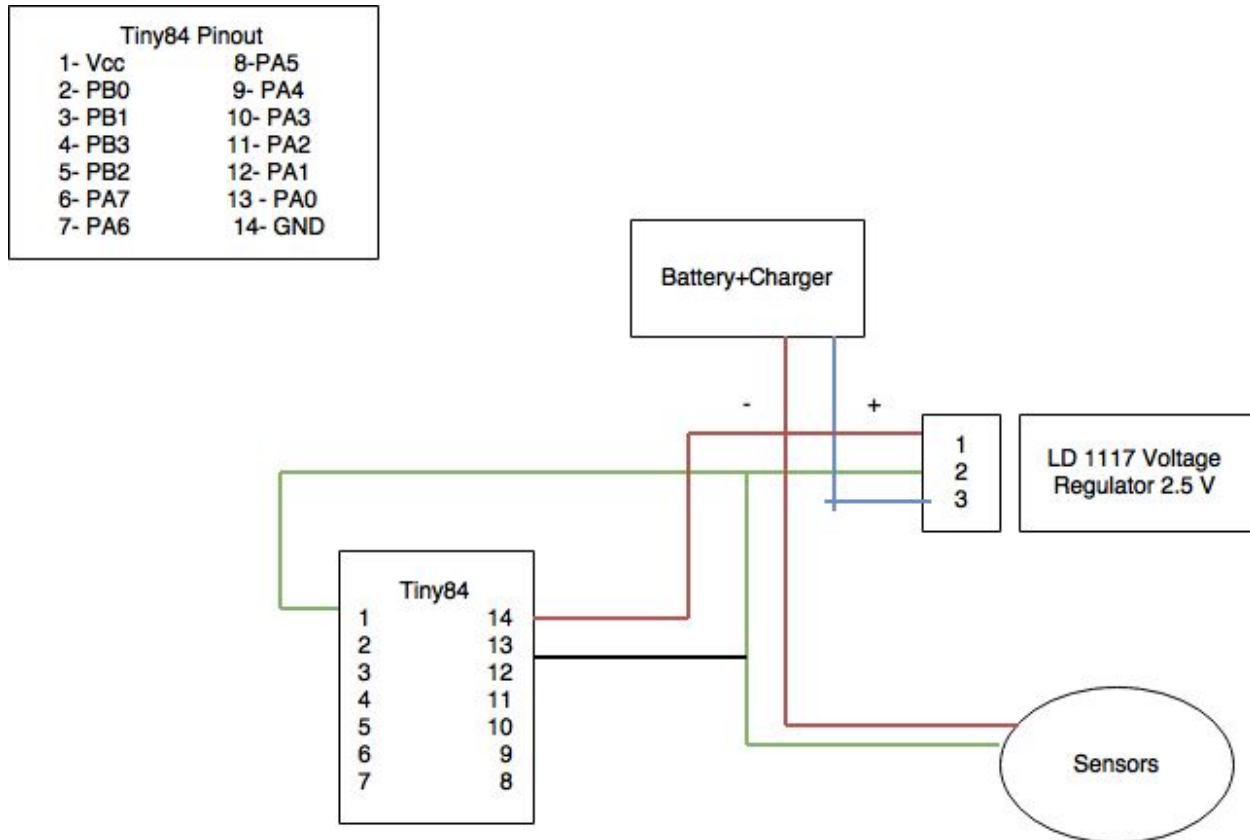 Tiny84 Pinout
1- Vcc 8-PA5
2- PB0 9- PA4
3- PB1 10- PA3
4- PB3 11- PA2
5- PB2 12- PA1
6- PA7 13 - PA0
7- PA6 14- GND
Battery+Charger
- +
1
2
3
LD 1117 Voltage
Regulator 2.5 V
Tiny84
1 14
2 13
3 12
4 11
5 10
6 9
7 8
Sensors